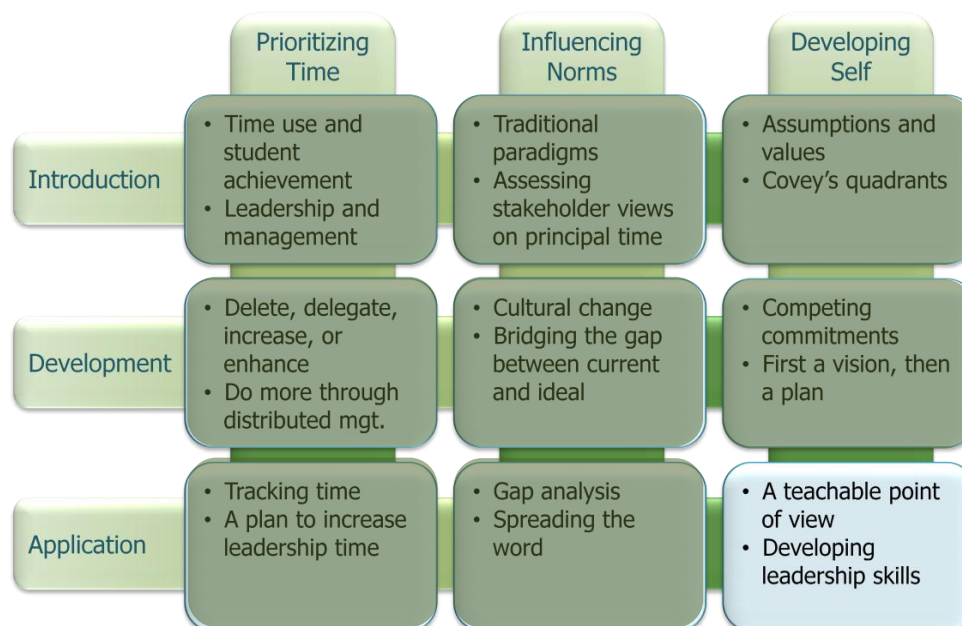 Prioritizing
Time
Influencing
Norms
Developing
Self
Introduction
• Time use and
student
achievement
• Leadership and
management
• Traditional
paradigms
• Assessing
stakeholder views
on principal time
• Assumptions and
values
• Covey's quadrants
Development
• Delete, delegate,
increase, or
enhance
• Do more through
distributed mgt.
• Cultural change
• Bridging the gap
between current
and ideal
• Competing
commitments
• First a vision, then
a plan
Application
• Tracking time
• A plan to increase
leadership time
• Gap analysis
• Spreading the
word
• A teachable point
of view
• Developing
leadership skills